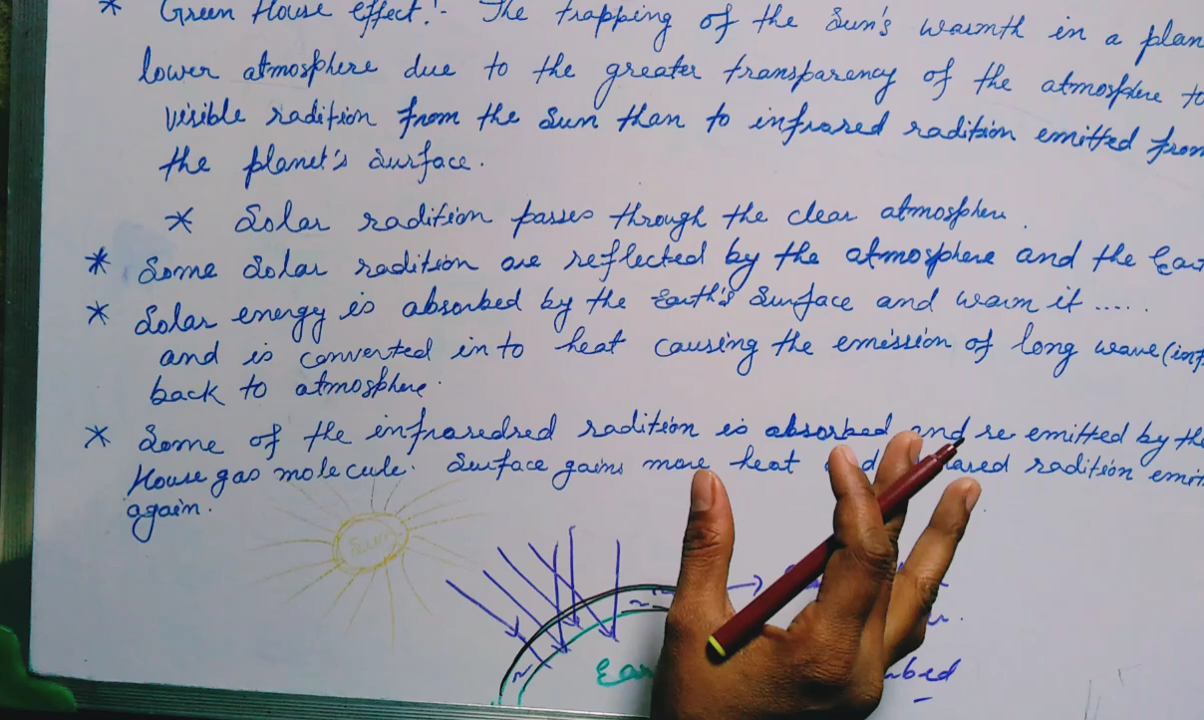 * Green House effect:- The trapping of the Sun's warmth in a plan
lower atmosphere due to the greater transparency of the atmosphere to
visible radition from the Sun than to infrared radition emitted from
the planet's surface.
* Solar radition passes through the clear atmosphere.
* Some Solar radition are reflected by the atmosphere and the Eart
* Solar energy is absorbed by the Earth's Surface and warm it .....
and is converted in to heat causing the emission of long wave (inf
back to atmosphere.
* Some of the infraredred radition is absorbed and re emitted by the
House gas molecule. Surface gains more heat radition emit
again.
Sun
Ear